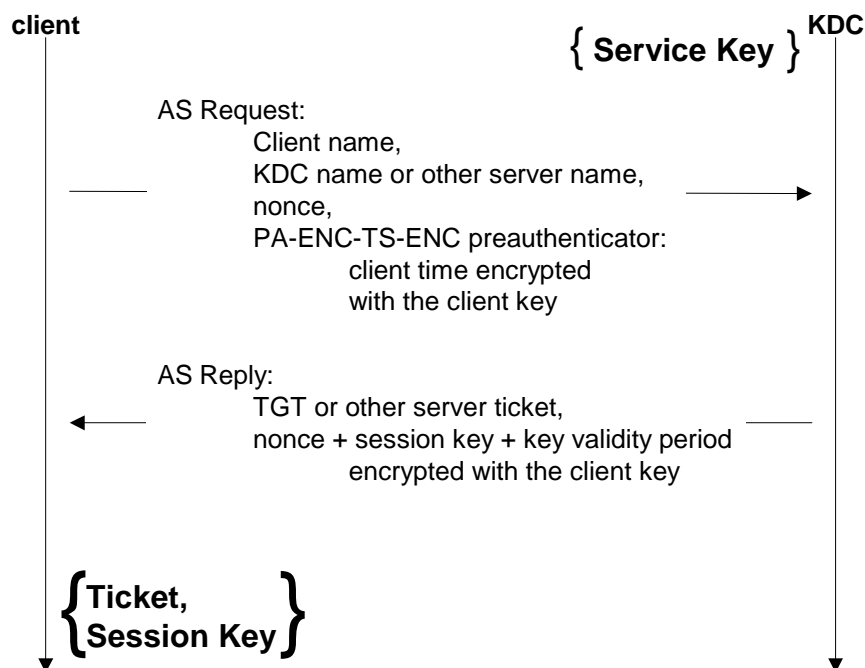 client
KDC
{ Service Key }
AS Request:
Client name,
KDC name or other server name,
nonce,
PA-ENC-TS-ENC preauthenticator:
client time encrypted
with the client key
AS Reply:
TGT or other server ticket,
nonce + session key + key validity period
encrypted with the client key
{Ticket,
Session Key}